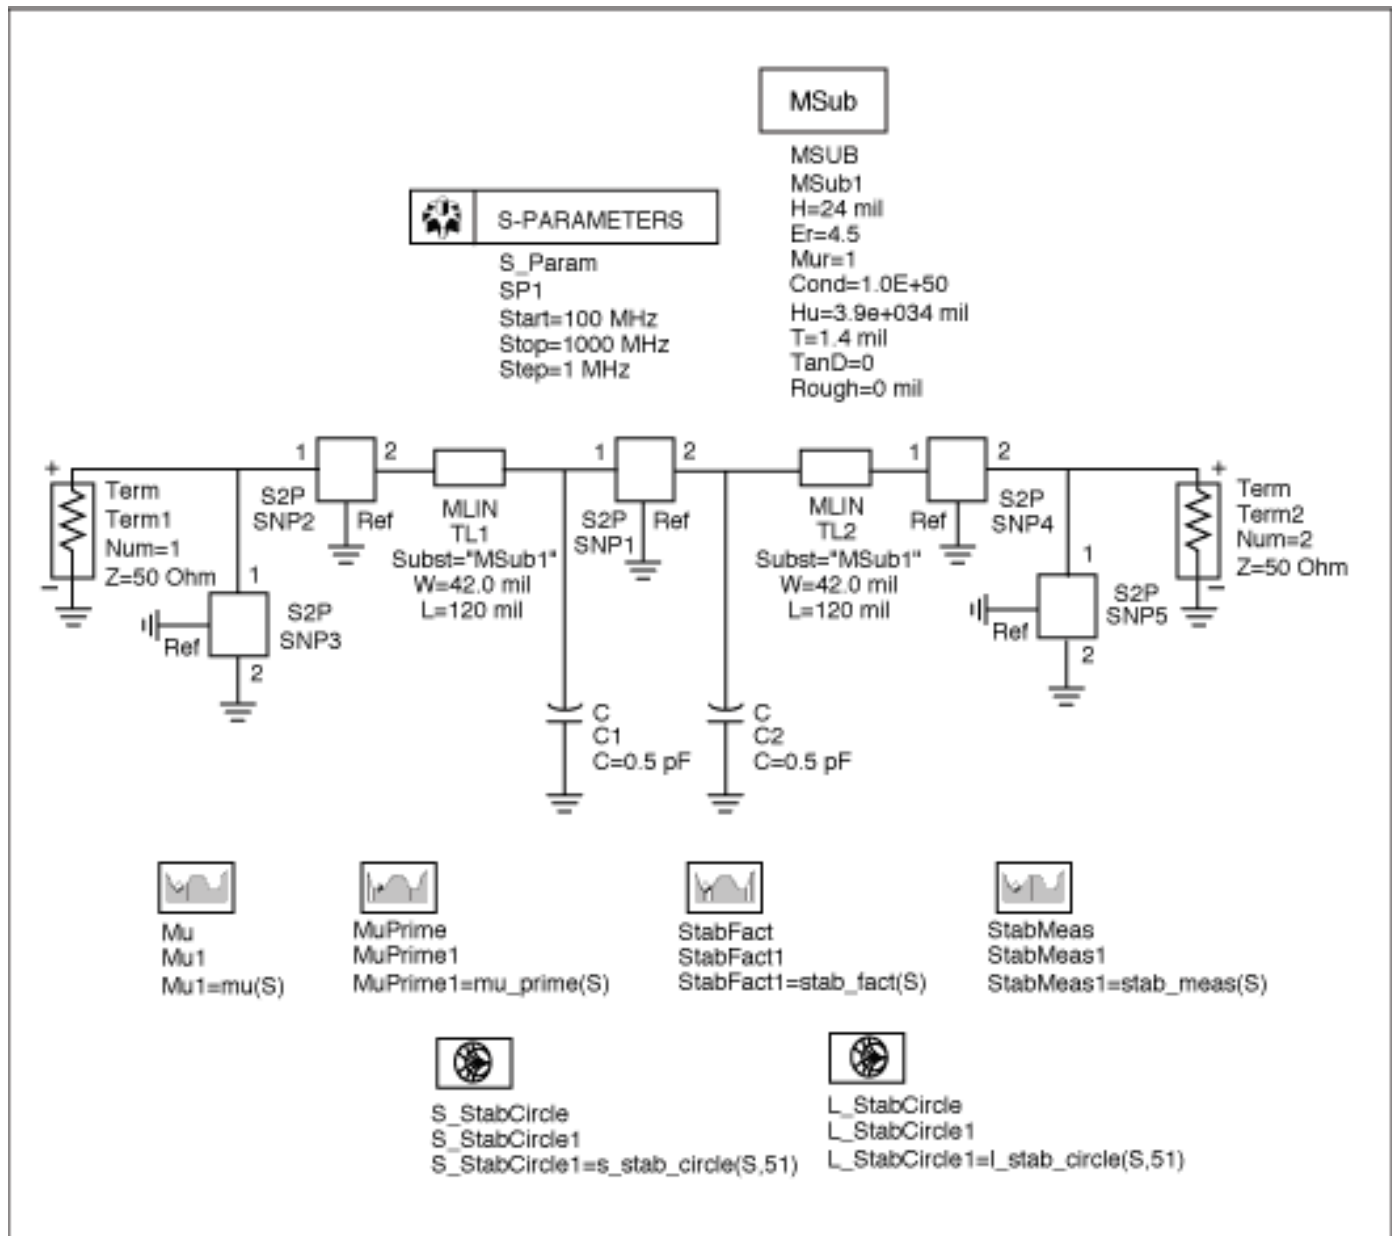 MSub
MSUB
MSub1
H=24 mil
Er=4.5
Mur=1
Cond=1.0E+50
Hu=3.9e+034 mil
T=1.4 mil
TanD=0
Rough=0 mil
S-PARAMETERS
S_Param
SP1
Start=100 MHz
Stop=1000 MHz
Step=1 MHz
+
Term
Term1
Num=1
Z=50 Ohm
−
1
2
S2P
SNP2
Ref
1
S2P
SNP3
Ref
2
MLIN
TL1
Subst="MSub1"
W=42.0 mil
L=120 mil
1
2
S2P
SNP1
Ref
C
C1
C=0.5 pF
C
C2
C=0.5 pF
MLIN
TL2
Subst="MSub1"
W=42.0 mil
L=120 mil
1
2
Ref
S2P
SNP4
1
S2P
SNP5
Ref
2
+
Term
Term2
Num=2
Z=50 Ohm
−
Mu
Mu1
Mu1=mu(S)
MuPrime
MuPrime1
MuPrime1=mu_prime(S)
StabFact
StabFact1
StabFact1=stab_fact(S)
StabMeas
StabMeas1
StabMeas1=stab_meas(S)
S_StabCircle
S_StabCircle1
S_StabCircle1=s_stab_circle(S,51)
L_StabCircle
L_StabCircle1
L_StabCircle1=l_stab_circle(S,51)